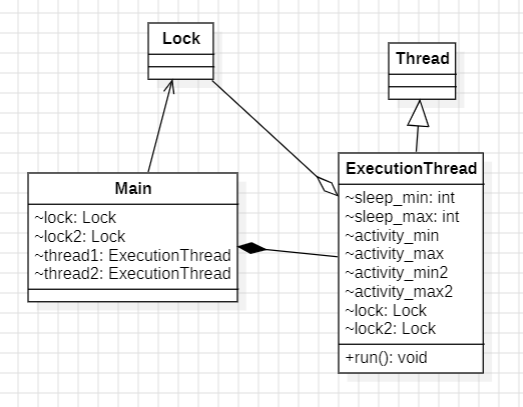 Lock
Thread
Main
~lock: Lock
~lock2: Lock
~thread1: ExecutionThread
~thread2: ExecutionThread
ExecutionThread
~sleep_min: int
~sleep_max: int
~activity_min
~activity_max
~activity_min2
~activity_max2
~lock: Lock
~lock2: Lock
+run(): void